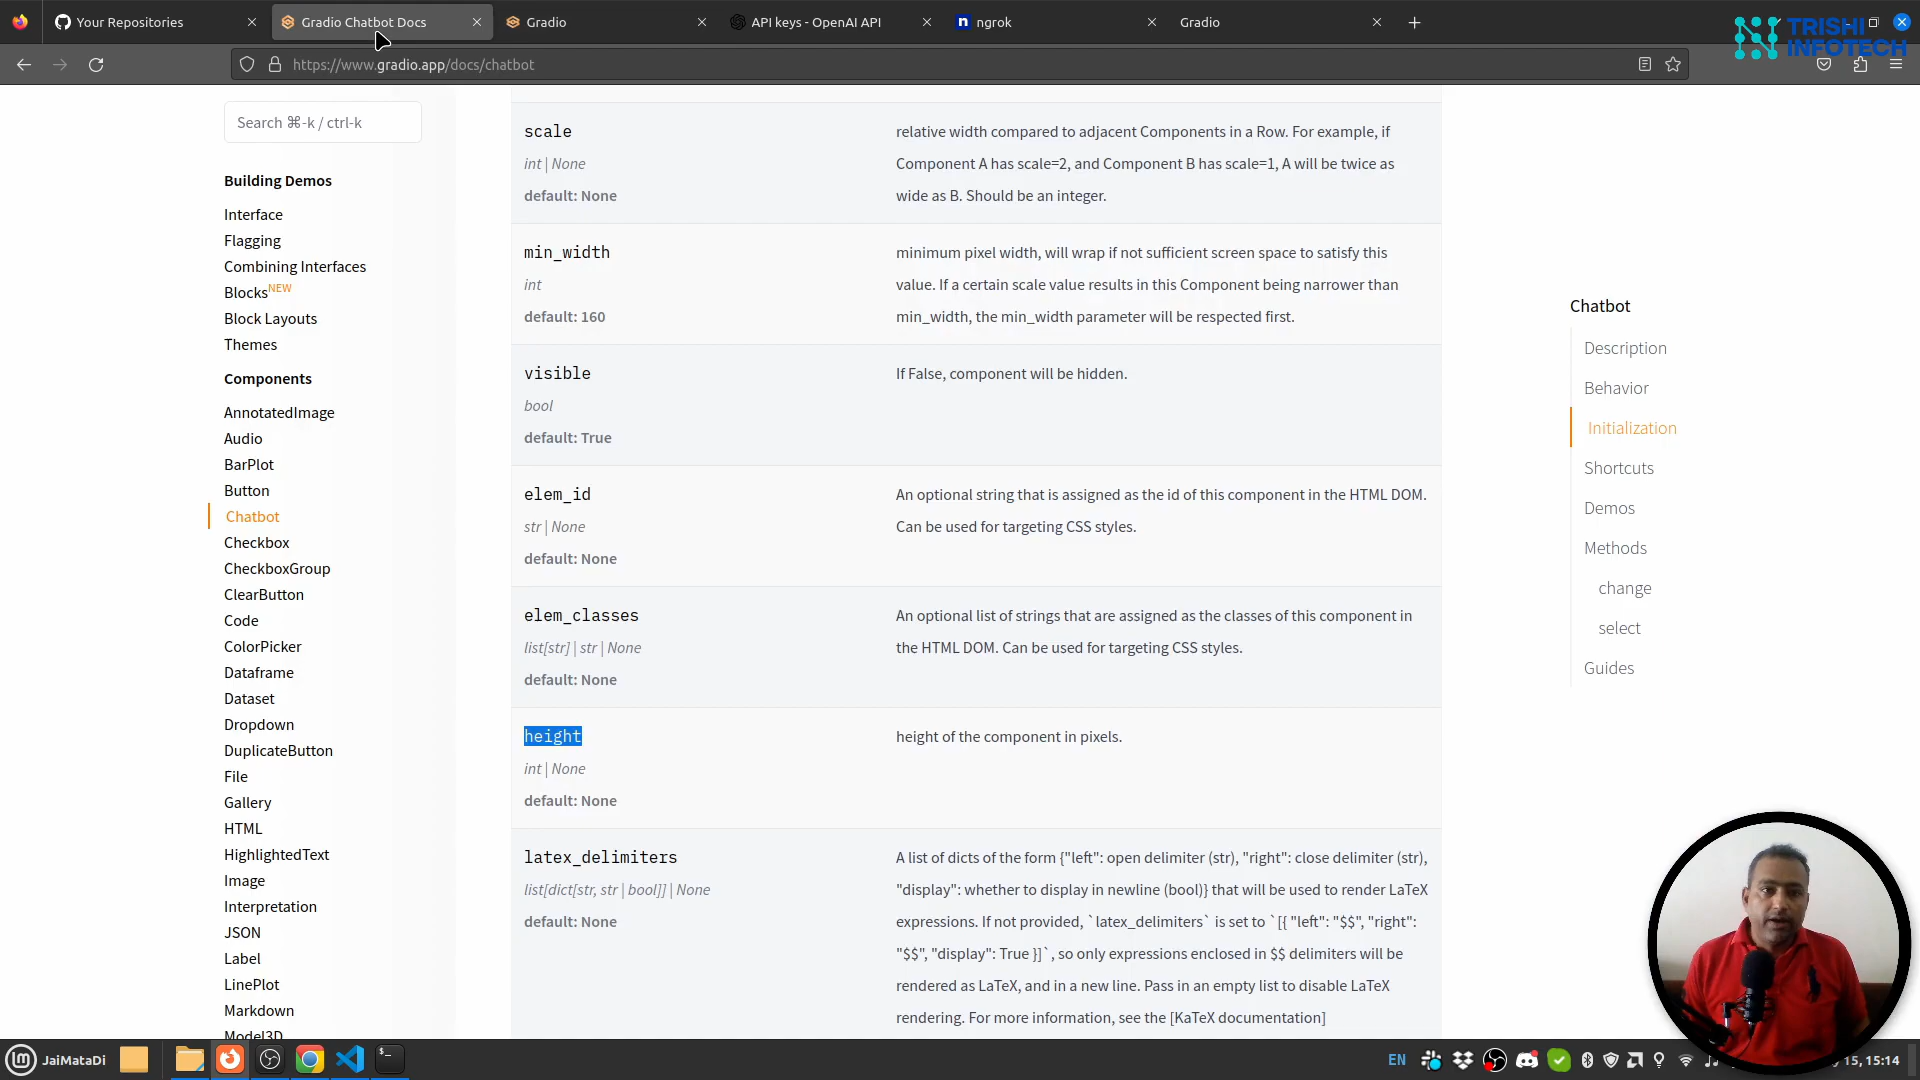 Your Repositories
Gradio Chatbot Docs
Gradio
API keys - OpenAI API
ngrok
Gradio
TRISHI
INFOTECH
https://www.gradio.app/docs/chatbot
Search ⌘-k / ctrl-k
Building Demos
Interface
Flagging
Combining Interfaces
Blocks NEW
Block Layouts
Themes
Components
AnnotatedImage
Audio
BarPlot
Button
Chatbot
Checkbox
CheckboxGroup
ClearButton
Code
ColorPicker
Dataframe
Dataset
Dropdown
DuplicateButton
File
Gallery
HTML
HighlightedText
Image
Interpretation
JSON
Label
LinePlot
Markdown
Model3D
scale
int | None
default: None
relative width compared to adjacent Components in a Row. For example, if
Component A has scale=2, and Component B has scale=1, A will be twice as
wide as B. Should be an integer.
min_width
int
default: 160
minimum pixel width, will wrap if not sufficient screen space to satisfy this
value. If a certain scale value results in this Component being narrower than
min_width, the min_width parameter will be respected first.
visible
bool
default: True
If False, component will be hidden.
elem_id
str | None
default: None
An optional string that is assigned as the id of this component in the HTML DOM.
Can be used for targeting CSS styles.
elem_classes
list[str] | str | None
default: None
An optional list of strings that are assigned as the classes of this component in
the HTML DOM. Can be used for targeting CSS styles.
height
int | None
default: None
height of the component in pixels.
latex_delimiters
list[dict[str, str | bool]] | None
default: None
A list of dicts of the form {"left": open delimiter (str), "right": close delimiter (str),
"display": whether to display in newline (bool)} that will be used to render LaTeX
expressions. If not provided, `latex_delimiters` is set to `[{ "left": "$$", "right":
"$$", "display": True }]`, so only expressions enclosed in $$ delimiters will be
rendered as LaTeX, and in a new line. Pass in an empty list to disable LaTeX
rendering. For more information, see the [KaTeX documentation]
Chatbot
Description
Behavior
Initialization
Shortcuts
Demos
Methods
change
select
Guides
JaiMataDi
EN
15, 15:14